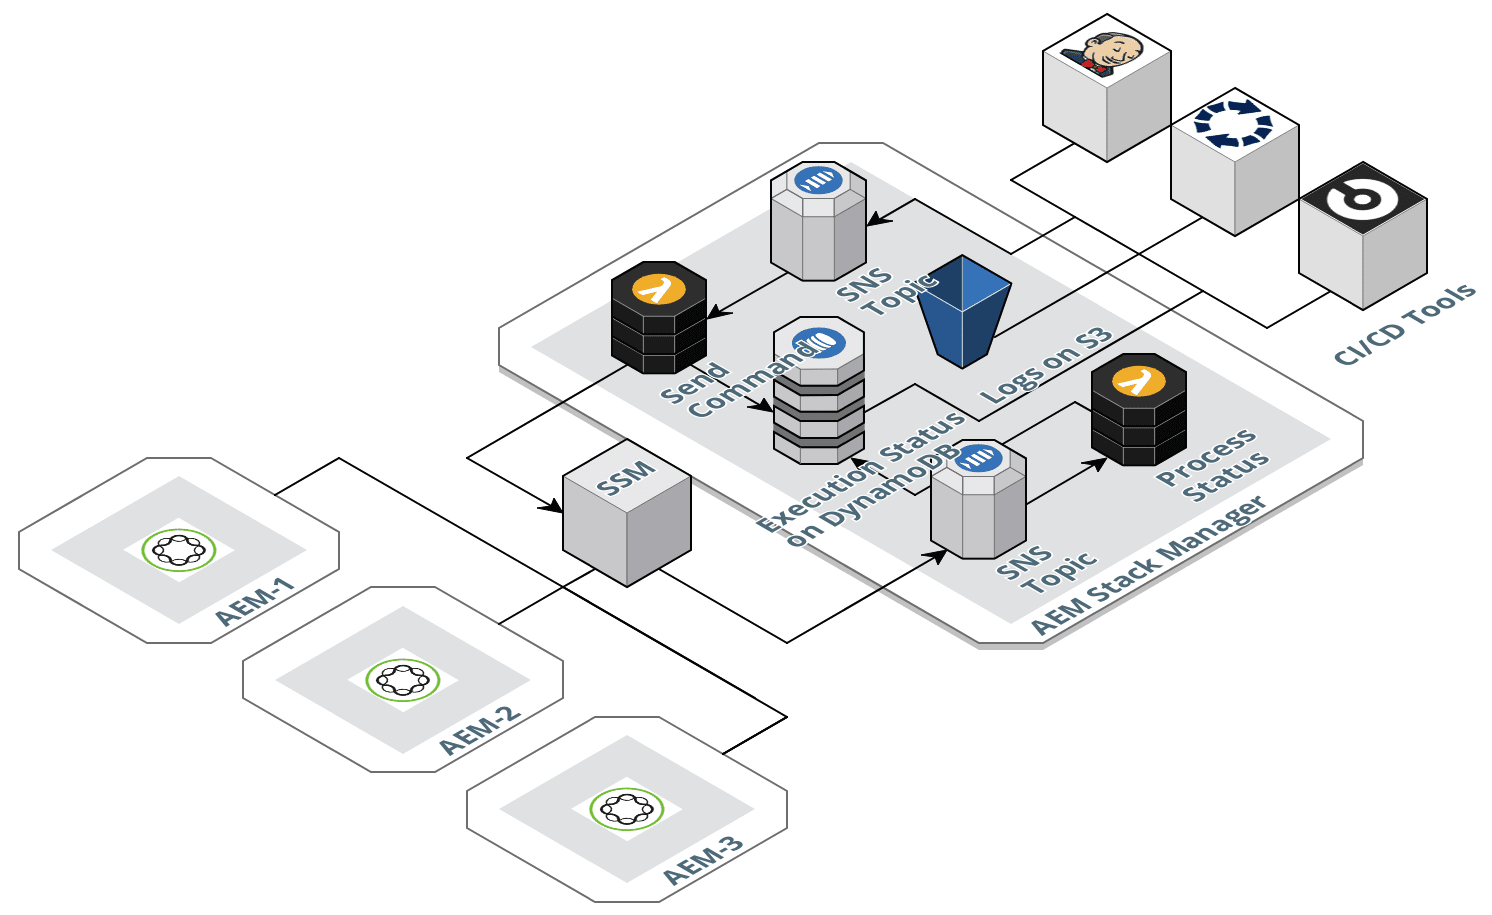 CI/CD Tools
SNS
Topic
Send
Command
Logs on S3
Execution Status
on DynamoDB
Process
Status
SSM
SNS
Topic
AEM Stack Manager
AEM-1
AEM-2
AEM-3